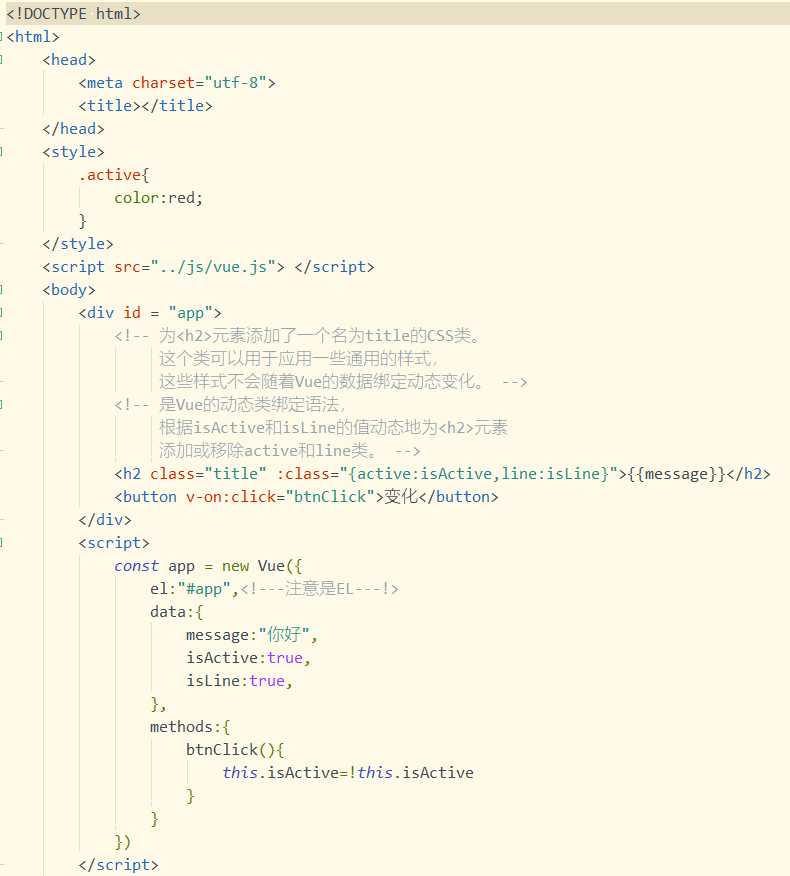 <!DOCTYPE html>
<html>
<head>
<meta charset="utf-8">
<title></title>
</head>
<style>
.active{
color:red;
}
</style>
<script src="../js/vue.js"> </script>
<body>
<div id = "app">
<!-- 为<h2>元素添加了一个名为title的CSS类。
这个类可以用于应用一些通用的样式，
这些样式不会随着Vue的数据绑定动态变化。 -->
<!-- 是Vue的动态类绑定语法，
根据isActive和isLine的值动态地为<h2>元素
添加或移除active和line类。 -->
<h2 class="title" :class="{active:isActive,line:isLine}">{{message}}</h2>
<button v-on:click="btnClick">变化</button>
</div>
<script>
const app = new Vue({
el:"#app",<!---注意是EL---!>
data:{
message:"你好",
isActive:true,
isLine:true,
},
methods:{
btnClick(){
this.isActive=!this.isActive
}
}
})
</script>